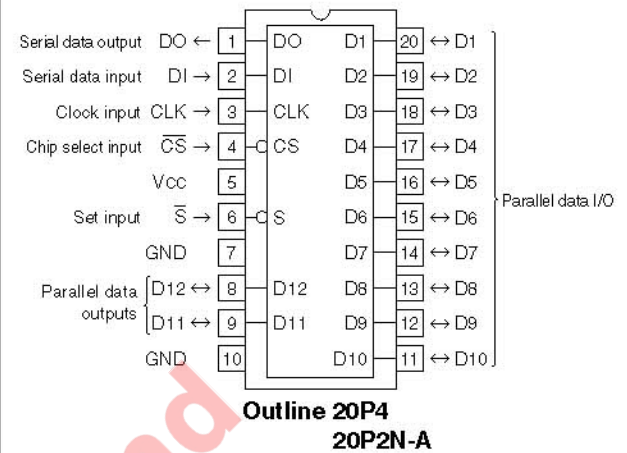 Serial data output DO ← 1 DO D1 20 ↔ D1
Serial data input DI → 2 DI D2 19 ↔ D2
Clock input CLK → 3 CLK D3 18 ↔ D3
Chip select input C̅S̅ → 4 CS D4 17 ↔ D4
Vcc 5 D5 16 ↔ D5
Parallel data I/O
Set input S̅ → 6 S D6 15 ↔ D6
GND 7 D7 14 ↔ D7
Parallel data outputs
D12 ↔ 8 D12 D8 13 ↔ D8
D11 ↔ 9 D11 D9 12 ↔ D9
GND 10 D10 11 ↔ D10
Outline 20P4
20P2N-A